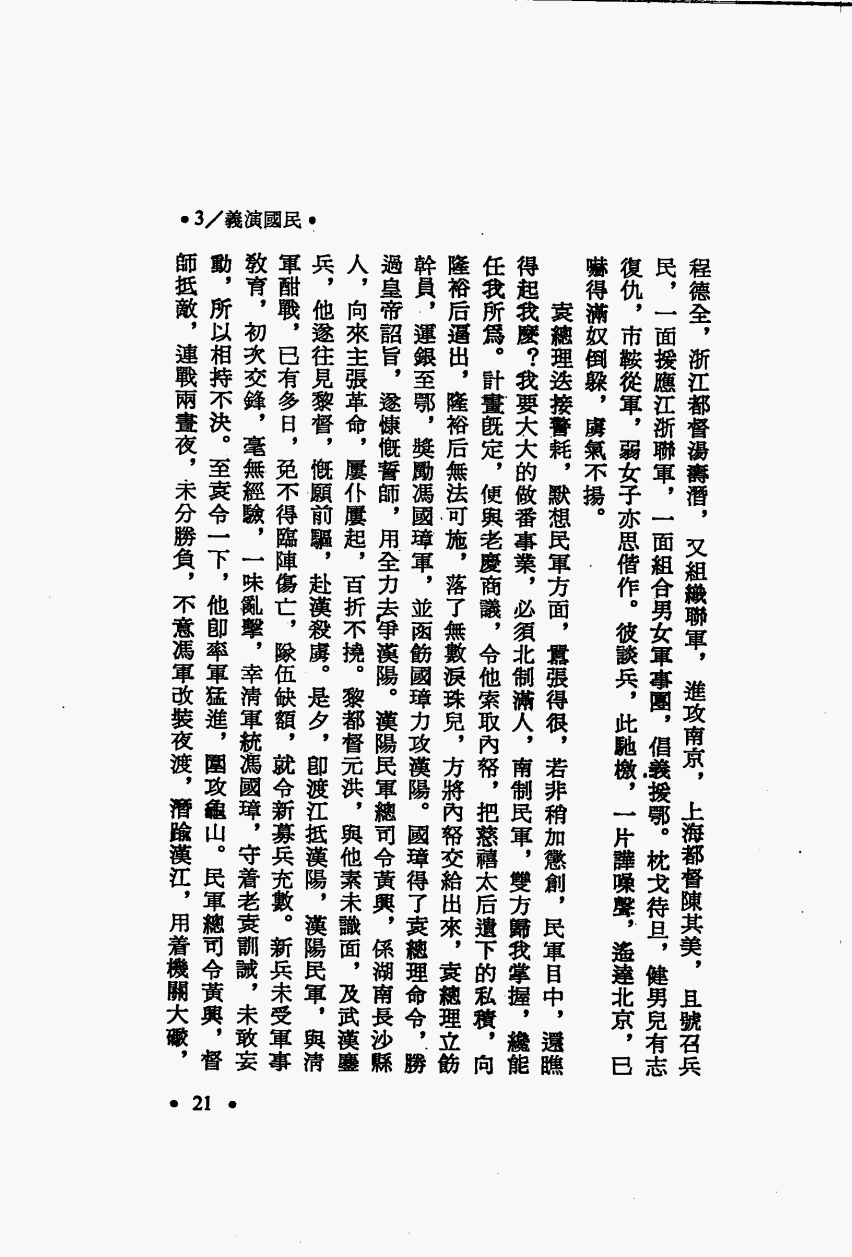 •3/義演國民•
程德全，浙江都督湯壽潛，又組織聯軍，進攻南京，上海都督陳其美，且號召兵
民，一面援應江浙聯軍，一面組合男女軍事團，倡義援鄂。枕戈待旦，健男兒有志
復仇，市鞍從軍，弱女子亦思偕作。彼談兵，此馳檄，一片譁噪聲，遙達北京，已
嚇得滿奴倒躲，虜氣不揚。
袁總理迭接警耗，默想民軍方面，囂張得很，若非稍加懲創，民軍目中，還瞧
得起我麼？我要大大的做番事業，必須北制滿人，南制民軍，雙方歸我掌握，纔能
任我所爲。計畫旣定，便與老慶商議，令他索取內帑，把慈禧太后遺下的私積，向
隆裕后逼出，隆裕后無法可施，落了無數淚珠兒，方將內帑交給出來，袁總理立飭
幹員，運銀至鄂，獎勵馮國璋軍，並函飭國璋力攻漢陽。國璋得了袁總理命令，勝
過皇帝詔旨，遂慷慨誓師，用全力去爭漢陽。漢陽民軍總司令黃興，係湖南長沙縣
人，向來主張革命，屢仆屢起，百折不撓。黎都督元洪，與他素未識面，及武漢鏖
兵，他遂往見黎督，慨願前驅，赴漢殺虜。是夕，卽渡江抵漢陽，漢陽民軍，與淸
軍酣戰，已有多日，免不得臨陣傷亡，隊伍缺額，就令新募兵充數。新兵未受軍事
敎育，初次交鋒，毫無經驗，一味亂擊，幸淸軍統馮國璋，守着老袁訓誡，未敢妄
動，所以相持不決。至袁令一下，他卽率軍猛進，圍攻龜山。民軍總司令黃興，督
師抵敵，連戰兩晝夜，未分勝負，不意馮軍改裝夜渡，潛踰漢江，用着機關大礮，
• 21 •